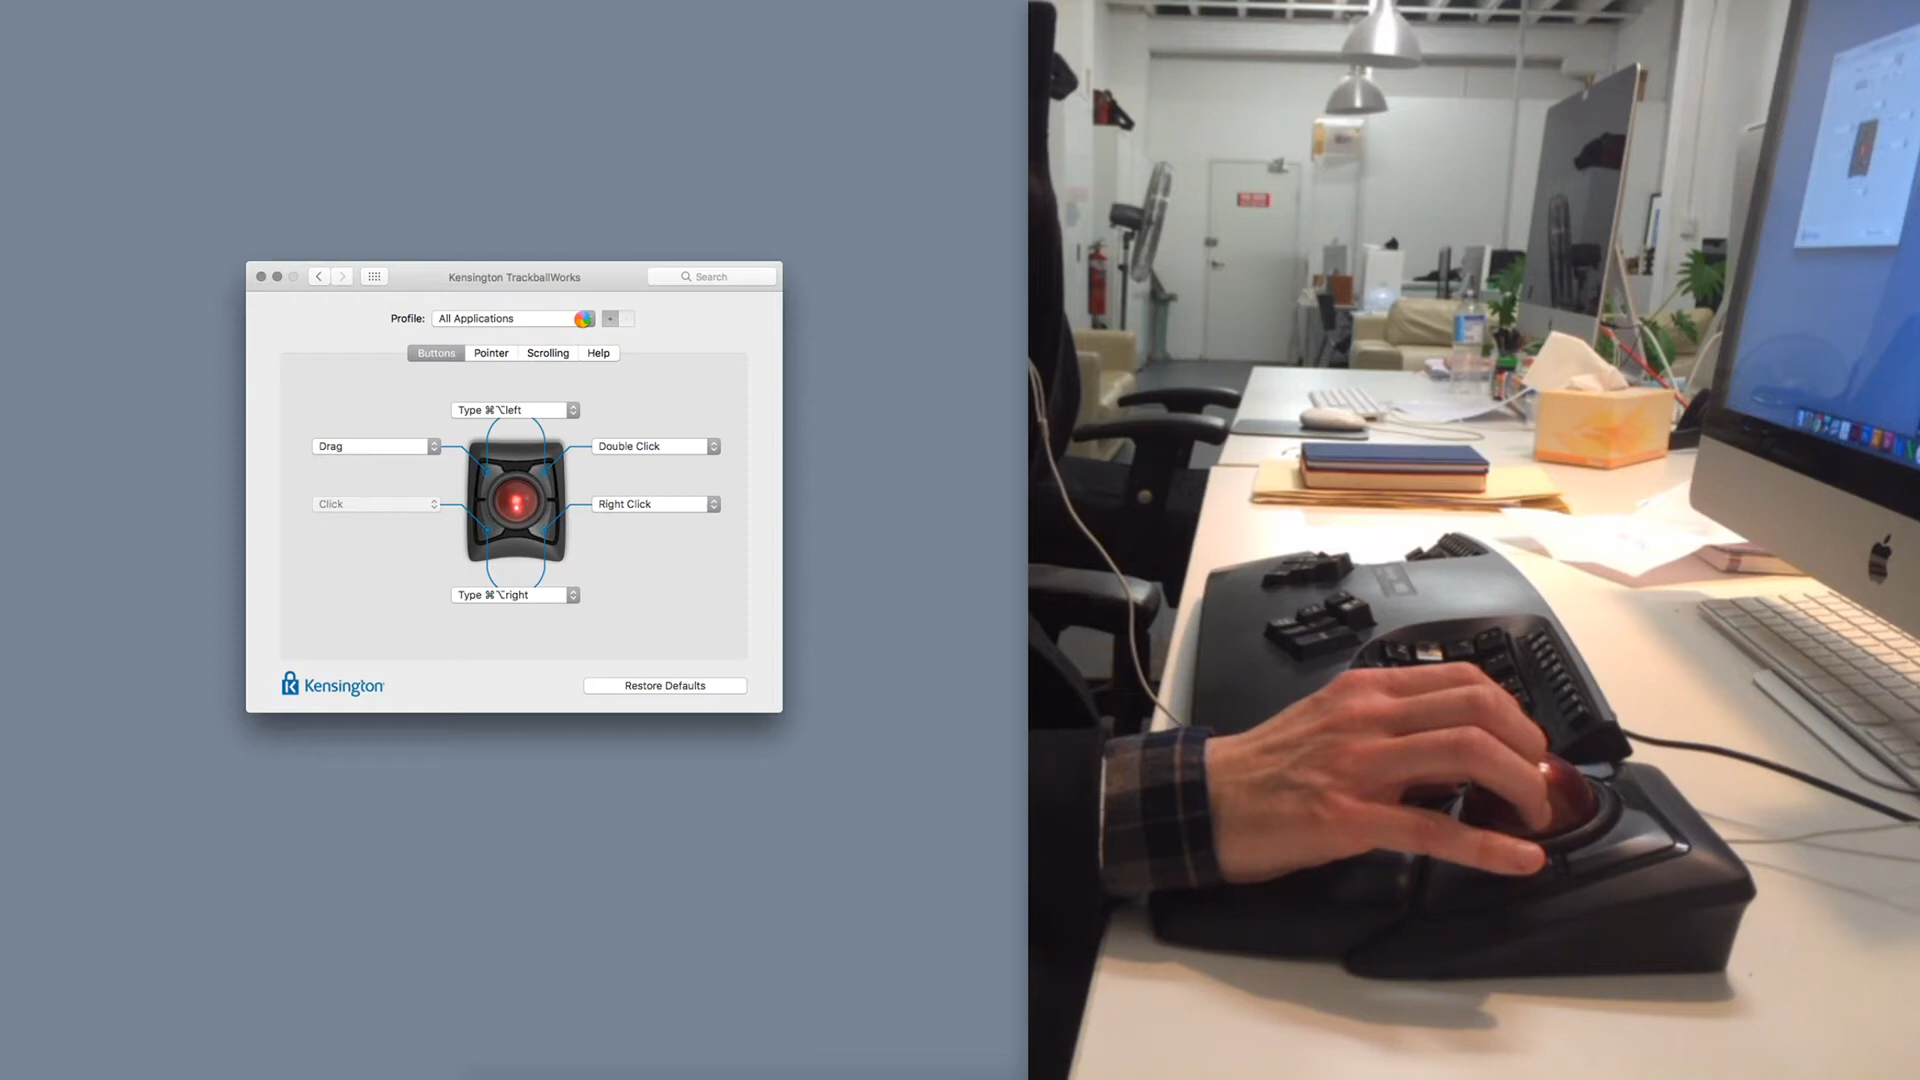 Kensington TrackballWorks
Search
Profile: All Applications
Buttons Pointer Scrolling Help
Type ⌘⌥left
Drag
Double Click
Click
Right Click
Type ⌘⌥right
Kensington
Restore Defaults